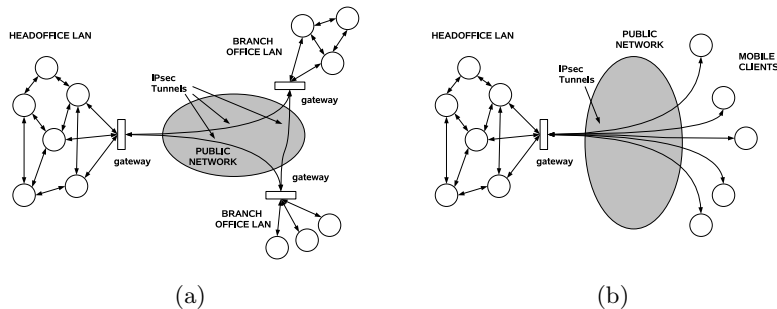 HEADOFFICE LAN
BRANCH
OFFICE LAN
IPsec
Tunnels
gateway
gateway
PUBLIC
NETWORK
gateway
BRANCH
OFFICE LAN
(a)
HEADOFFICE LAN
PUBLIC
NETWORK
MOBILE
CLIENTS
IPSec
Tunnels
gateway
(b)